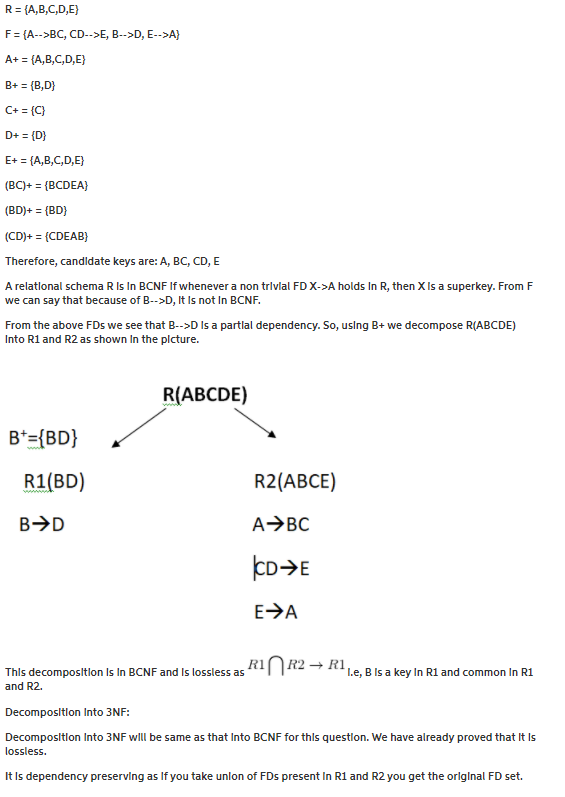 R = {A,B,C,D,E}
F = {A-->BC, CD-->E, B-->D, E-->A}
A+ = {A,B,C,D,E}
B+ = {B,D}
C+ = {C}
D+ = {D}
E+ = {A,B,C,D,E}
(BC)+ = {BCDEA}
(BD)+ = {BD}
(CD)+ = {CDEAB}
Therefore, candidate keys are: A, BC, CD, E
A relational schema R is in BCNF if whenever a non trivial FD X->A holds in R, then X is a superkey. From F
we can say that because of B-->D, it is not in BCNF.
From the above FDs we see that B-->D is a partial dependency. So, using B+ we decompose R(ABCDE)
into R1 and R2 as shown in the picture.
R(ABCDE)
B⁺={BD}
R1(BD) R2(ABCE)
B→D A→BC
CD→E
E→A
This decomposition is in BCNF and is lossless as R1 ⋂ R2 → R1 i.e, B is a key in R1 and common in R1
and R2.
Decomposition into 3NF:
Decomposition into 3NF will be same as that into BCNF for this question. We have already proved that it is
lossless.
It is dependency preserving as if you take union of FDs present in R1 and R2 you get the original FD set.